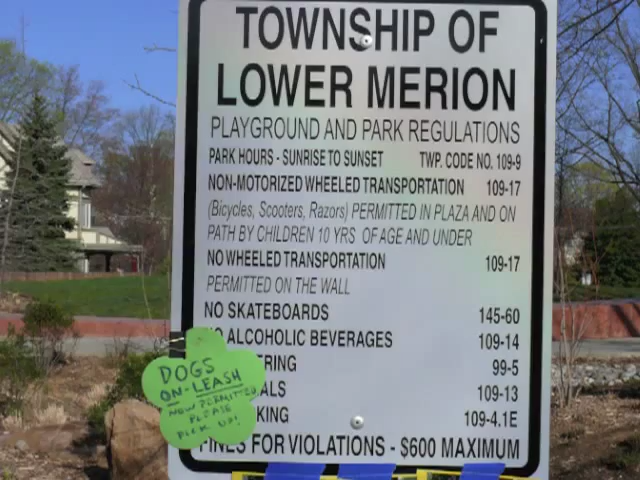 TOWNSHIP OF
LOWER MERION
PLAYGROUND AND PARK REGULATIONS
PARK HOURS - SUNRISE TO SUNSET TWP. CODE NO. 109-9
NON-MOTORIZED WHEELED TRANSPORTATION 109-17
(Bicycles, Scooters, Razors) PERMITTED IN PLAZA AND ON
PATH BY CHILDREN 10 YRS OF AGE AND UNDER
NO WHEELED TRANSPORTATION 109-17
PERMITTED ON THE WALL
NO SKATEBOARDS 145-60
NO ALCOHOLIC BEVERAGES 109-14
ERING 99-5
ALS 109-13
KING 109-4.1E
FINES FOR VIOLATIONS - $600 MAXIMUM
DOGS
ON-LEASH
NOW PERMITTED
PLEASE
PICK UP!